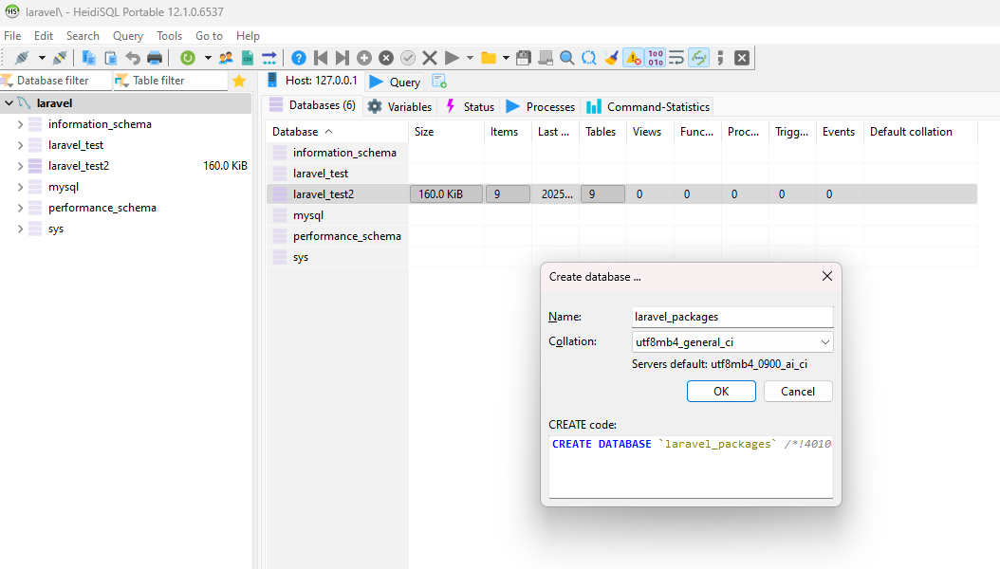 laravel\ - HeidiSQL Portable 12.1.0.6537
File Edit Search Query Tools Go to Help
Database filter Table filter
Host: 127.0.0.1 Query
Databases (6) Variables Status Processes Command-Statistics
laravel
information_schema
laravel_test
laravel_test2 160.0 KiB
mysql
performance_schema
sys
Database Size Items Last ... Tables Views Func... Proc... Trigg... Events Default collation
information_schema
laravel_test
laravel_test2 160.0 KiB 9 2025... 9 0 0 0 0 0
mysql
performance_schema
sys
Create database ...
Name: laravel_packages
Collation: utf8mb4_general_ci
Servers default: utf8mb4_0900_ai_ci
OK Cancel
CREATE code:
CREATE DATABASE `laravel_packages` /*!4010